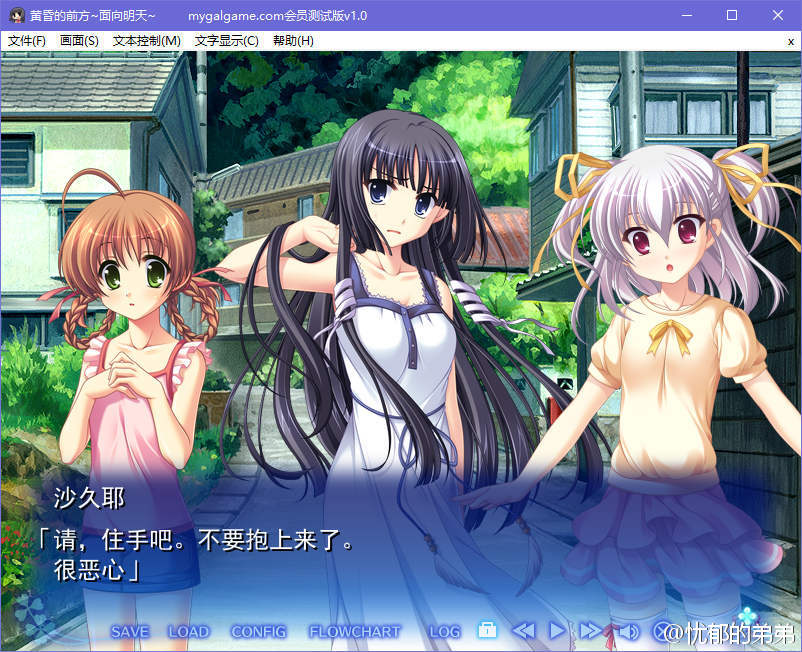 黄昏的前方~面向明天~ mygalgame.com会员测试版v1.0
文件(F) 画面(S) 文本控制(M) 文字显示(C) 帮助(H) x
沙久耶
「请，住手吧。不要抱上来了。
很恶心」
SAVE LOAD CONFIG FLOWCHART LOG
@忧郁的弟弟